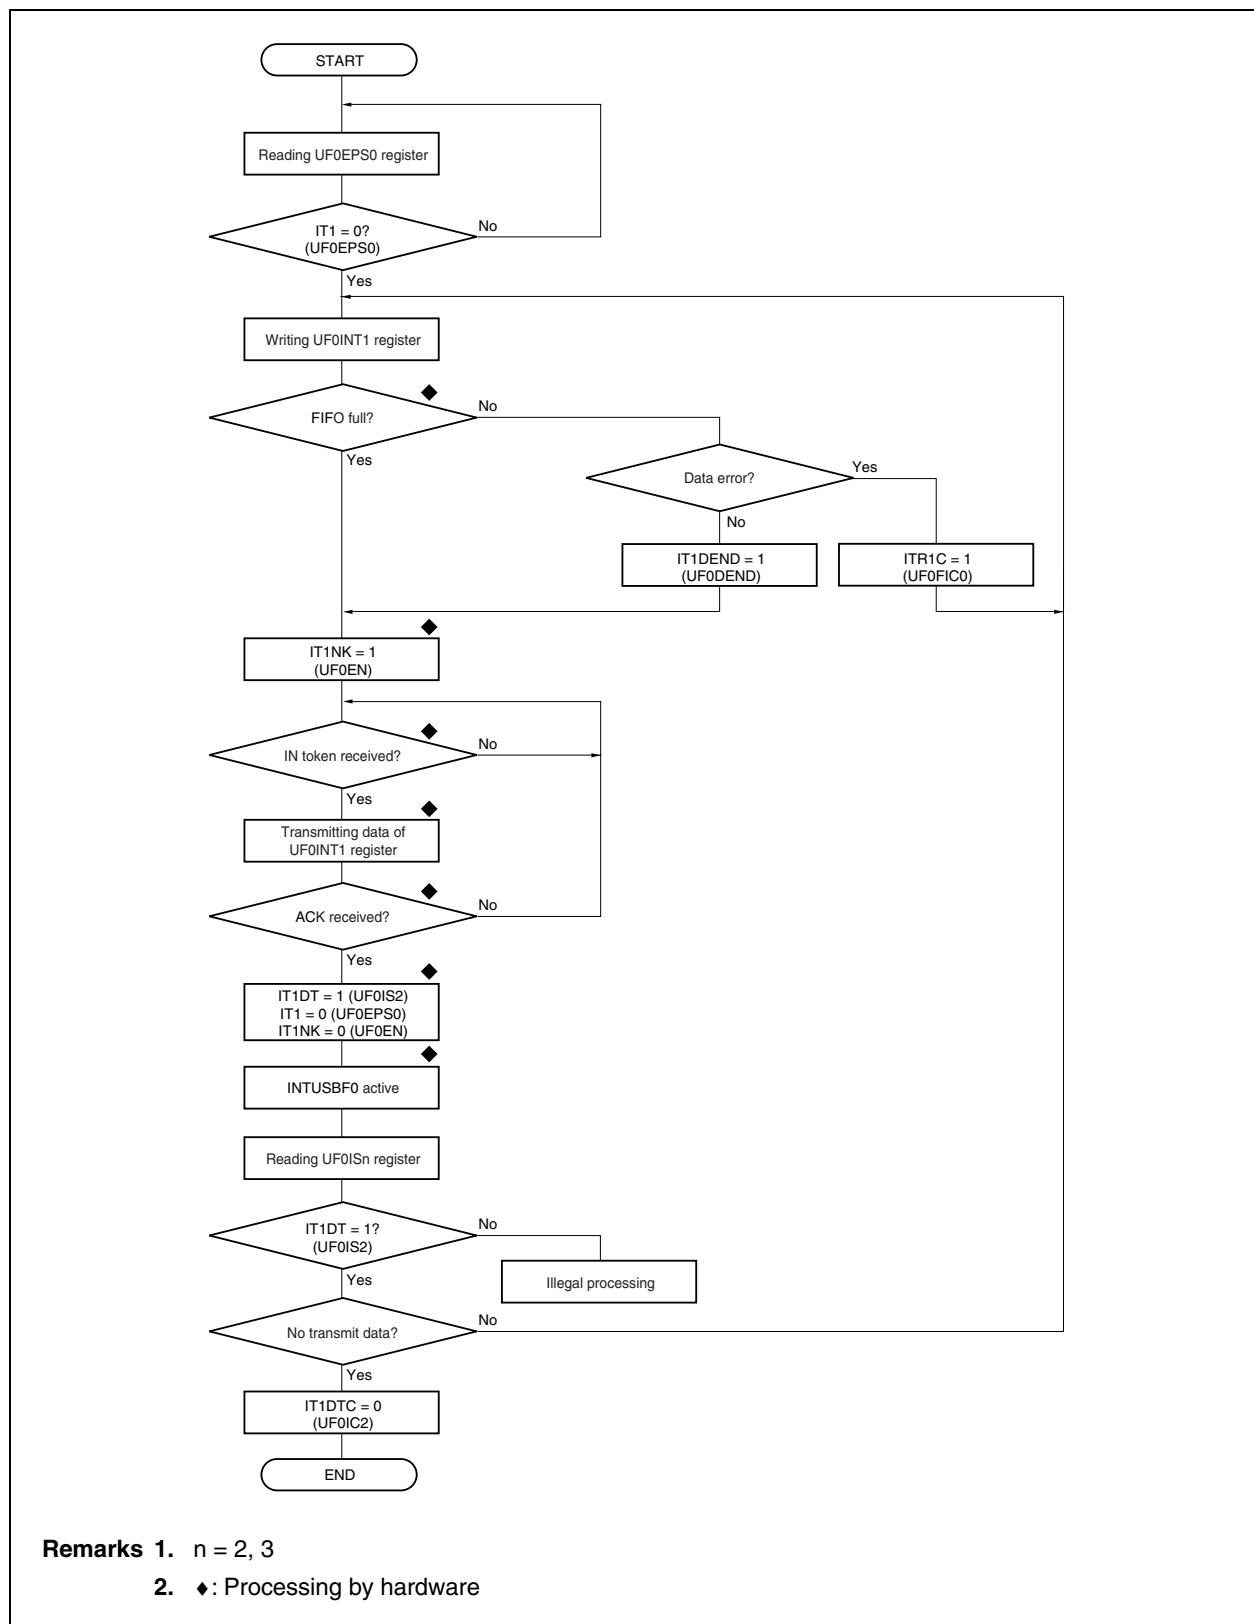 START
Reading UF0EPS0 register
IT1 = 0?
(UF0EPS0)
No
Yes
Writing UF0INT1 register
FIFO full?
No
Yes
Data error?
Yes
No
IT1DEND = 1
(UF0DEND)
ITR1C = 1
(UF0FIC0)
IT1NK = 1
(UF0EN)
IN token received?
No
Yes
Transmitting data of
UF0INT1 register
ACK received?
No
Yes
IT1DT = 1 (UF0IS2)
IT1 = 0 (UF0EPS0)
IT1NK = 0 (UF0EN)
INTUSBF0 active
Reading UF0ISn register
IT1DT = 1?
(UF0IS2)
No
Yes
Illegal processing
No transmit data?
No
Yes
IT1DTC = 0
(UF0IC2)
END
Remarks 1. n = 2, 3
2. ♦: Processing by hardware